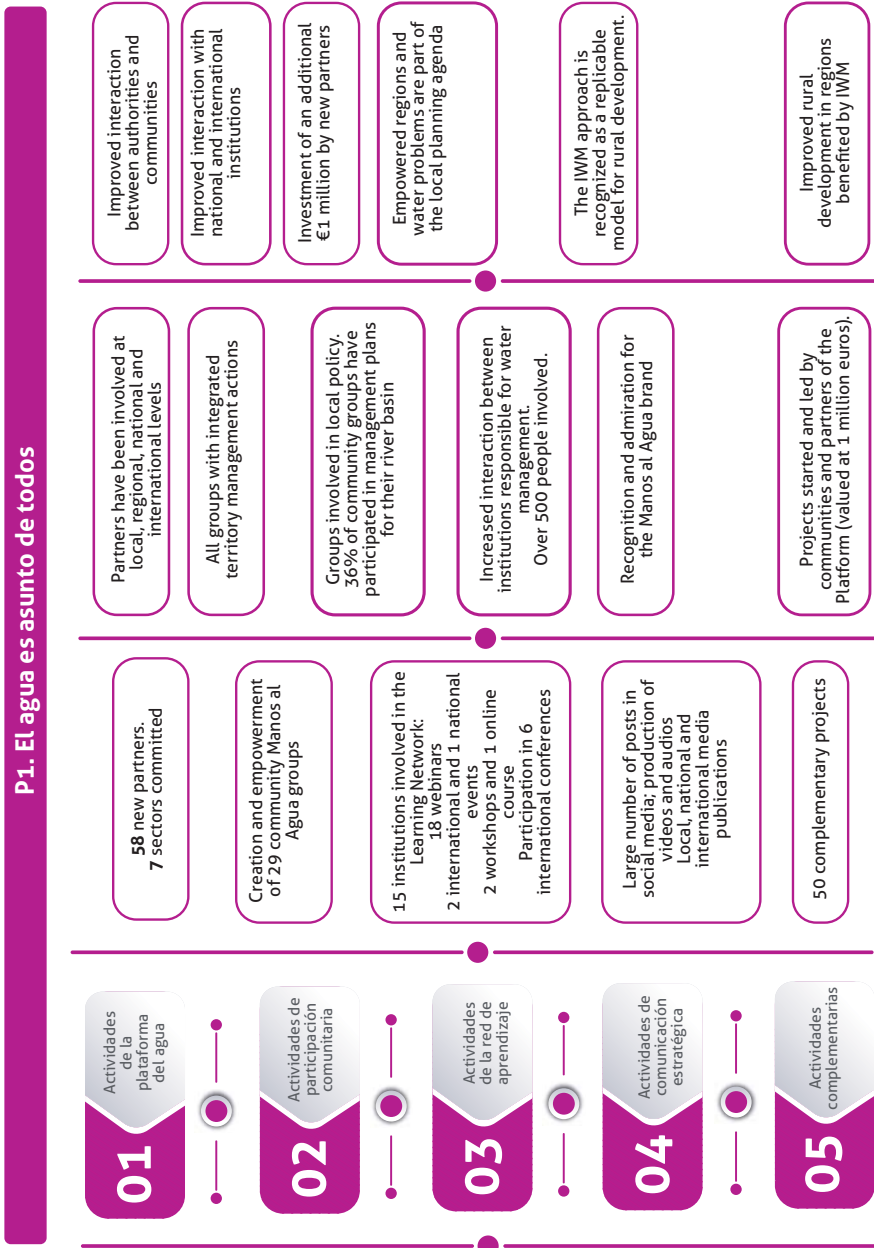 P1. El agua es asunto de todos
01
Actividades
de la
plataforma
del agua
02
Actividades de
participación
comunitaria
03
Actividades
de la red de
aprendizaje
04
Actividades de
comunicación
estratégica
05
Actividades
complementarias
58 new partners.
7 sectors committed
Creation and empowerment
of 29 community Manos al
Agua groups
15 institutions involved in the
Learning Network:
18 webinars
2 international and 1 national
events
2 workshops and 1 online
course
Participation in 6
international conferences
Large number of posts in
social media; production of
videos and audios
Local, national and
international media
publications
50 complementary projects
Partners have been involved at
local, regional, national and
international levels
All groups with integrated
territory management actions
Groups involved in local policy.
36% of community groups have
participated in management plans
for their river basin
Increased interaction between
institutions responsible for water
management.
Over 500 people involved.
Recognition and admiration for
the Manos al Agua brand
Projects started and led by
communities and partners of the
Platform (valued at 1 million euros).
Improved interaction
between authorities and
communities
Improved interaction with
national and international
institutions
Investment of an additional
€1 million by new partners
Empowered regions and
water problems are part of
the local planning agenda
The IWM approach is
recognized as a replicable
model for rural development.
Improved rural
development in regions
benefited by IWM